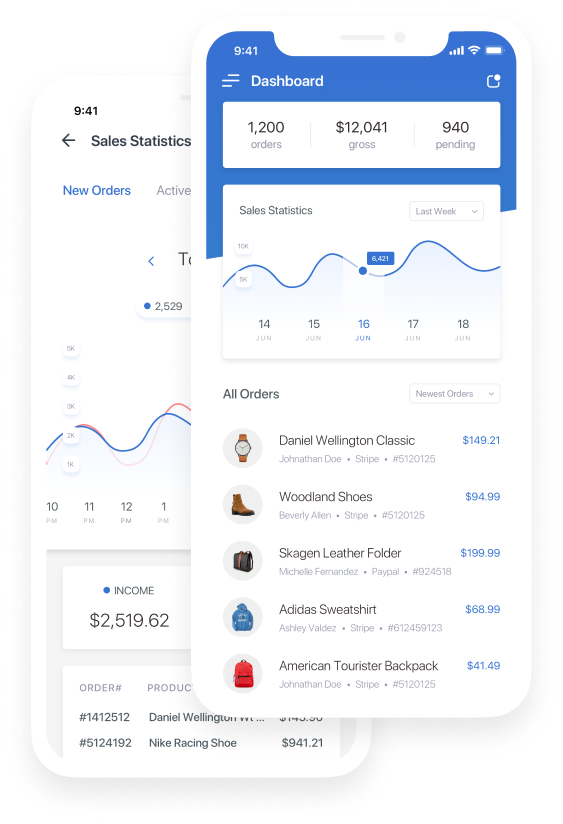 9:41
Dashboard
1,200 $12,041 940
orders gross pending
Sales Statistics Last Week
10K
6,421
5K
14 15 16 17 18
JUN JUN JUN JUN JUN
All Orders Newest Orders
Daniel Wellington Classic $149.21
Johnathan Doe • Stripe • #5120125
Woodland Shoes $94.99
Beverly Allen • Stripe • #5120125
Skagen Leather Folder $199.99
Michelle Fernandez • Paypal • #924518
Adidas Sweatshirt $68.99
Ashley Valdez • Stripe • #612459123
American Tourister Backpack $41.49
Johnathan Doe • Stripe • #5120125
9:41
Sales Statistics
New Orders Active
2,529
5K
4K
3K
2K
1K
10 11 12 1
PM PM PM PM
INCOME
$2,519.62
ORDER#
#1412512 Daniel Wellington
#5124192 Nike Racing Shoe $941.21